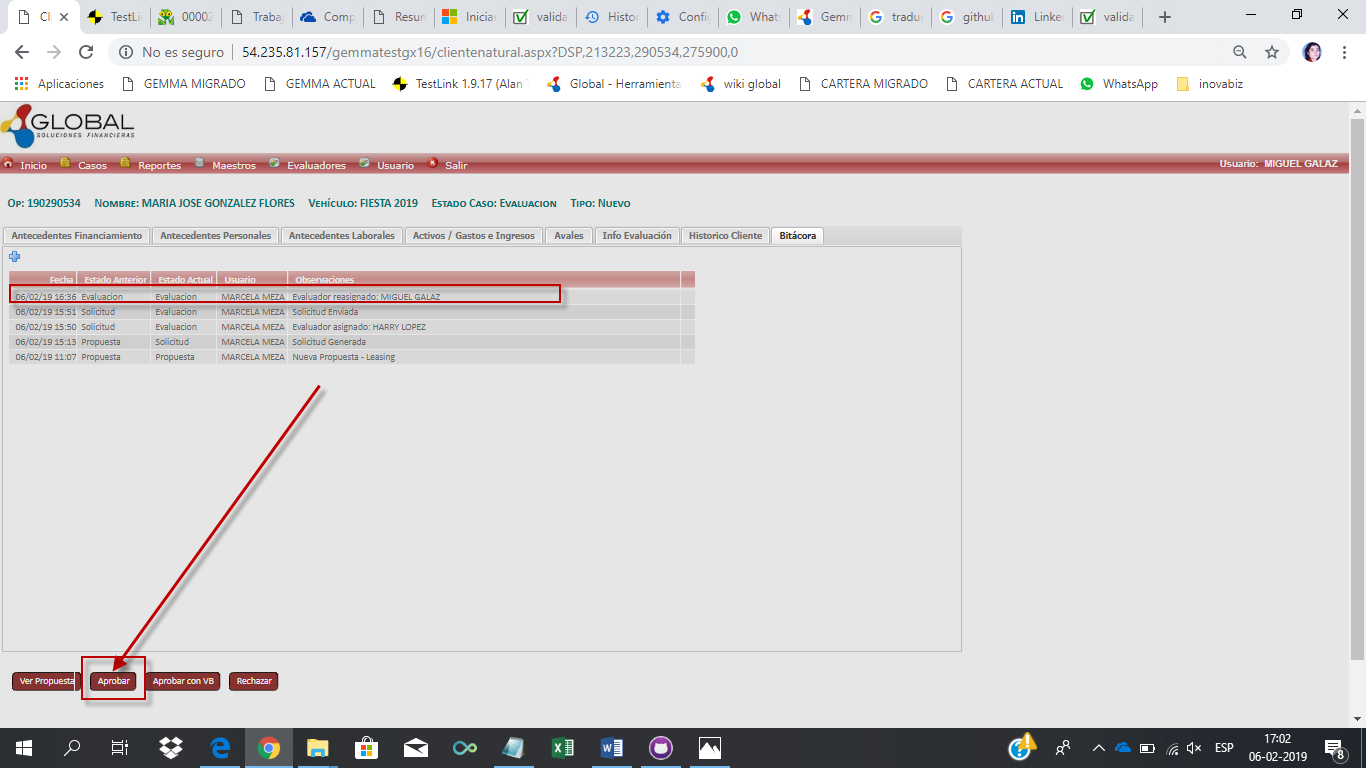 Cli
TestLi
00002
Traba
Comp
Resun
Iniciar
valida
Histor
Config
What
Gemn
tradu
github
Linke
valida
No es seguro | 54.235.81.157/gemmatestgx16/clientenatural.aspx?DSP,213223,290534,275900,0
Aplicaciones GEMMA MIGRADO GEMMA ACTUAL TestLink 1.9.17 (Alan Global - Herramienta wiki global CARTERA MIGRADO CARTERA ACTUAL WhatsApp inovabiz
GLOBAL
SOLUCIONES FINANCIERAS
Inicio Casos Reportes Maestros Evaluadores Usuario Salir Usuario: MIGUEL GALAZ
Op: 190290534 Nombre: MARIA JOSE GONZALEZ FLORES Vehículo: FIESTA 2019 Estado Caso: Evaluacion Tipo: Nuevo
Antecedentes Financiamiento Antecedentes Personales Antecedentes Laborales Activos / Gastos e Ingresos Avales Info Evaluación Historico Cliente Bitácora
Fecha Estado Anterior Estado Actual Usuario Observaciones
06/02/19 16:36 Evaluacion Evaluacion MARCELA MEZA Evaluador reasignado: MIGUEL GALAZ
06/02/19 15:51 Solicitud Evaluacion MARCELA MEZA Solicitud Enviada
06/02/19 15:50 Solicitud Evaluacion MARCELA MEZA Evaluador asignado: HARRY LOPEZ
06/02/19 15:13 Propuesta Solicitud MARCELA MEZA Solicitud Generada
06/02/19 11:07 Propuesta Propuesta MARCELA MEZA Nueva Propuesta - Leasing
Ver Propuesta Aprobar Aprobar con VB Rechazar
ESP
17:02
06-02-2019
8